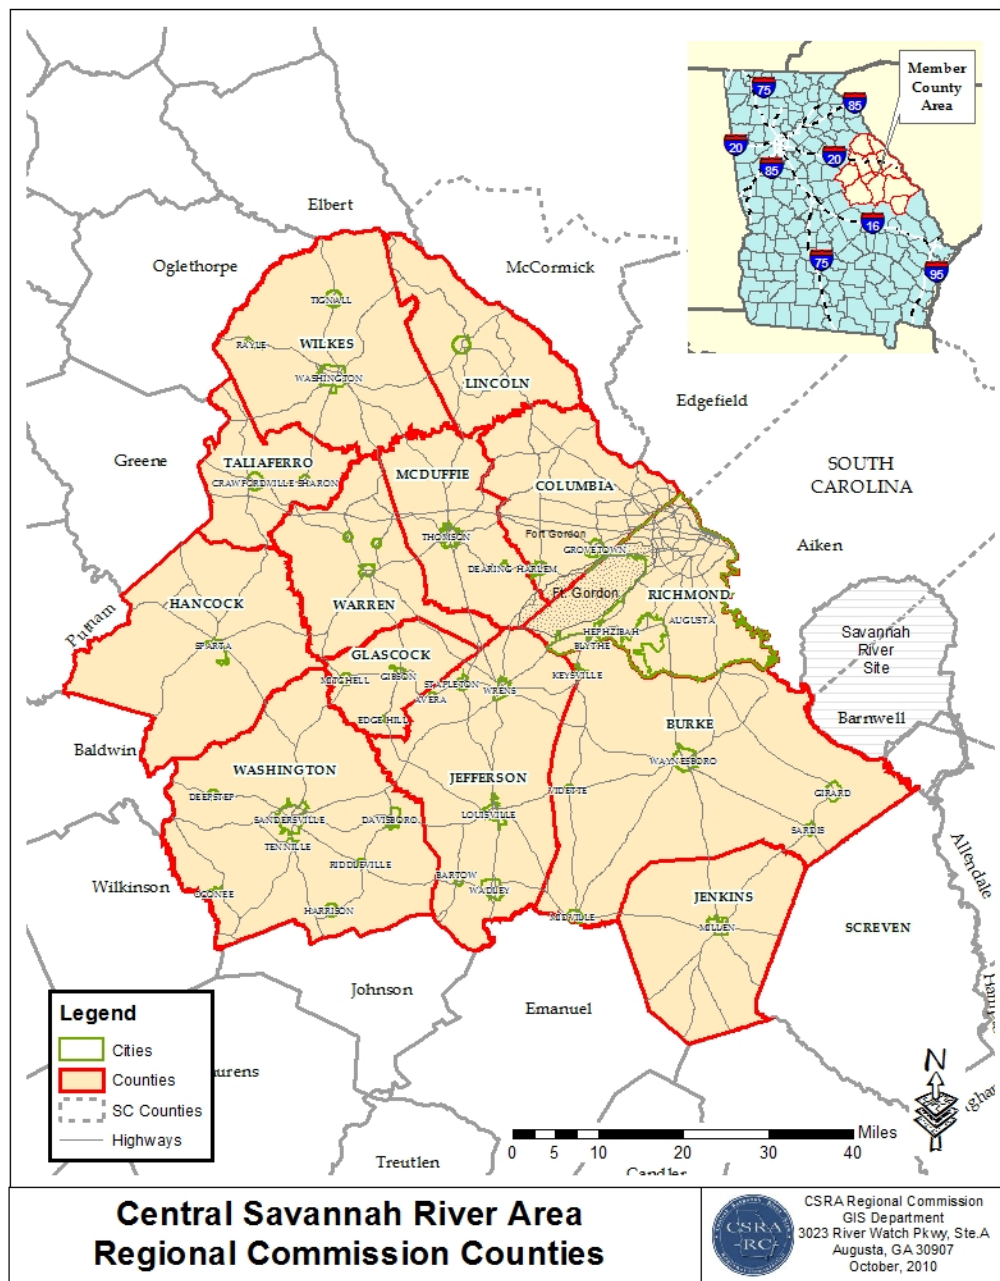 Member
County
Area
75
85
20
20
85
16
75
95
Elbert
Oglethorpe
McCormick
TIGNALL
RAYLE
WILKES
WASHINGTON
LINCOLN
Edgefield
Greene
TALIAFERRO
CRAWFORDVILLE
SHARON
MCDUFFIE
COLUMBIA
SOUTH
CAROLINA
THOMSON
Fort Gordon
GROVETOWN
Aiken
DEARING
HARLEM
Ft. Gordon
RICHMOND
Putnam
HANCOCK
WARREN
AUGUSTA
HEPHZIBAH
BLYTHE
Savannah
River
Site
SPARTA
GLASCOCK
MITCHELL
GIBSON
STAPLETON
AVERA
WRENS
KEYSVILLE
EDGE HILL
BURKE
Barnwell
Baldwin
WASHINGTON
JEFFERSON
WAYNESBORO
DEEPSTEP
VIDETTE
GIRARD
SANDERSVILLE
DAVISBORO
LOUISVILLE
SARDIS
TENNILLE
RIDDLEVILLE
Allendale
Wilkinson
OCONEE
BARTOW
WADLEY
JENKINS
HARRISON
MIDVILLE
MILLEN
SCREVEN
Johnson
Emanuel
Legend
Cities
Counties
SC Counties
Highways
Treutlen
Candler
N
Miles
0 5 10 20 30 40
Central Savannah River Area
Regional Commission Counties
CSRA
RC
CSRA Regional Commission
GIS Department
3023 River Watch Pkwy, Ste.A
Augusta, GA 30907
October, 2010